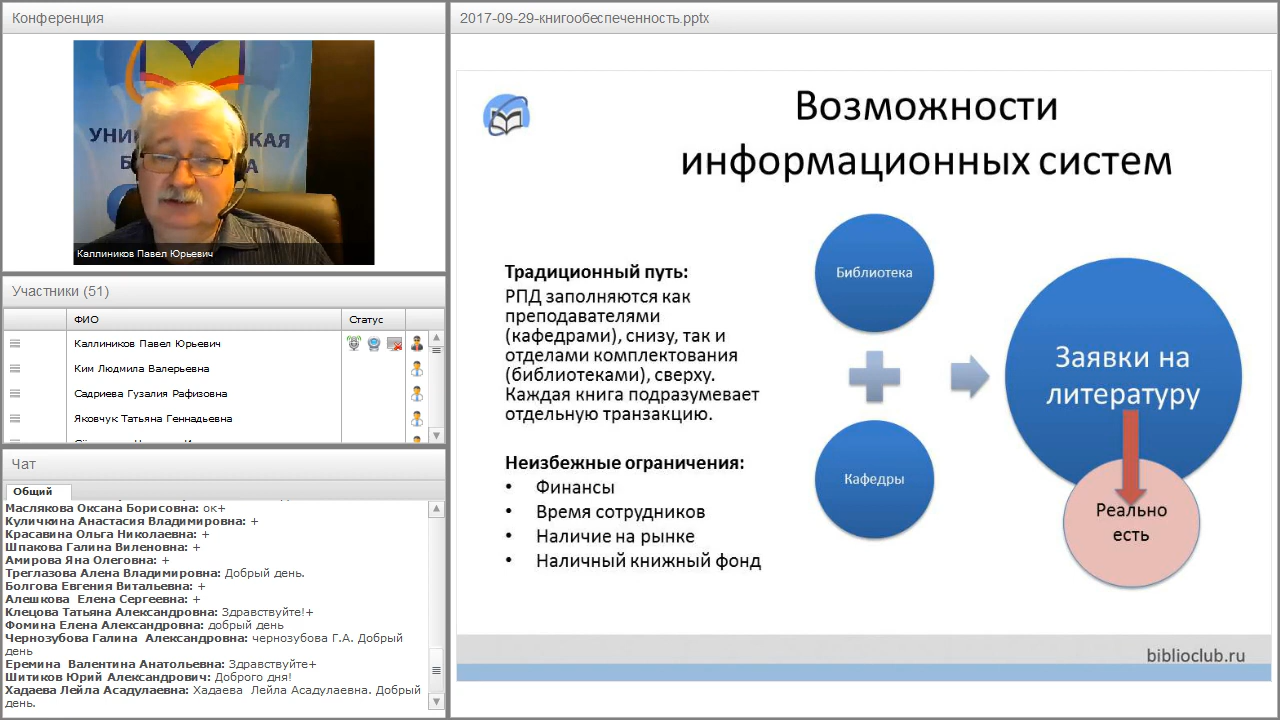 Конференция
УНИ
СКАЯ
Каллиников Павел Юрьевич
Участники (51)
ФИО
Статус
Каллиников Павел Юрьевич
Ким Людмила Валерьевна
Садриева Гузалия Рафизовна
Яковчук Татьяна Геннадьевна
Чат
Общий
Маслякова Оксана Борисовна: ок+
Куличкина Анастасия Владимировна: +
Красавина Ольга Николаевна: +
Шпакова Галина Виленовна: +
Амирова Яна Олеговна: +
Треглазова Алена Владимировна: Добрый день.
Болгова Евгения Витальевна: +
Алешкова Елена Сергеевна: +
Клецова Татьяна Александровна: Здравствуйте!+
Фомина Елена Александровна: добрый день
Чернозубова Галина Александровна: чернозубова Г.А. Добрый
день
Еремина Валентина Анатольевна: Здравствуйте+
Шитиков Юрий Александрович: Доброго дня!
Хадаева Лейла Асадулаевна: Хадаева Лейла Асадулаевна. Добрый
день.
2017-09-29-книгообеспеченность.pptx
Возможности
информационных систем
Традиционный путь:
РПД заполняются как
преподавателями
(кафедрами), снизу, так и
отделами комплектования
(библиотеками), сверху.
Каждая книга подразумевает
отдельную транзакцию.
Неизбежные ограничения:
• Финансы
• Время сотрудников
• Наличие на рынке
• Наличный книжный фонд
Библиотека
Кафедры
Заявки на
литературу
Реально
есть
biblioclub.ru